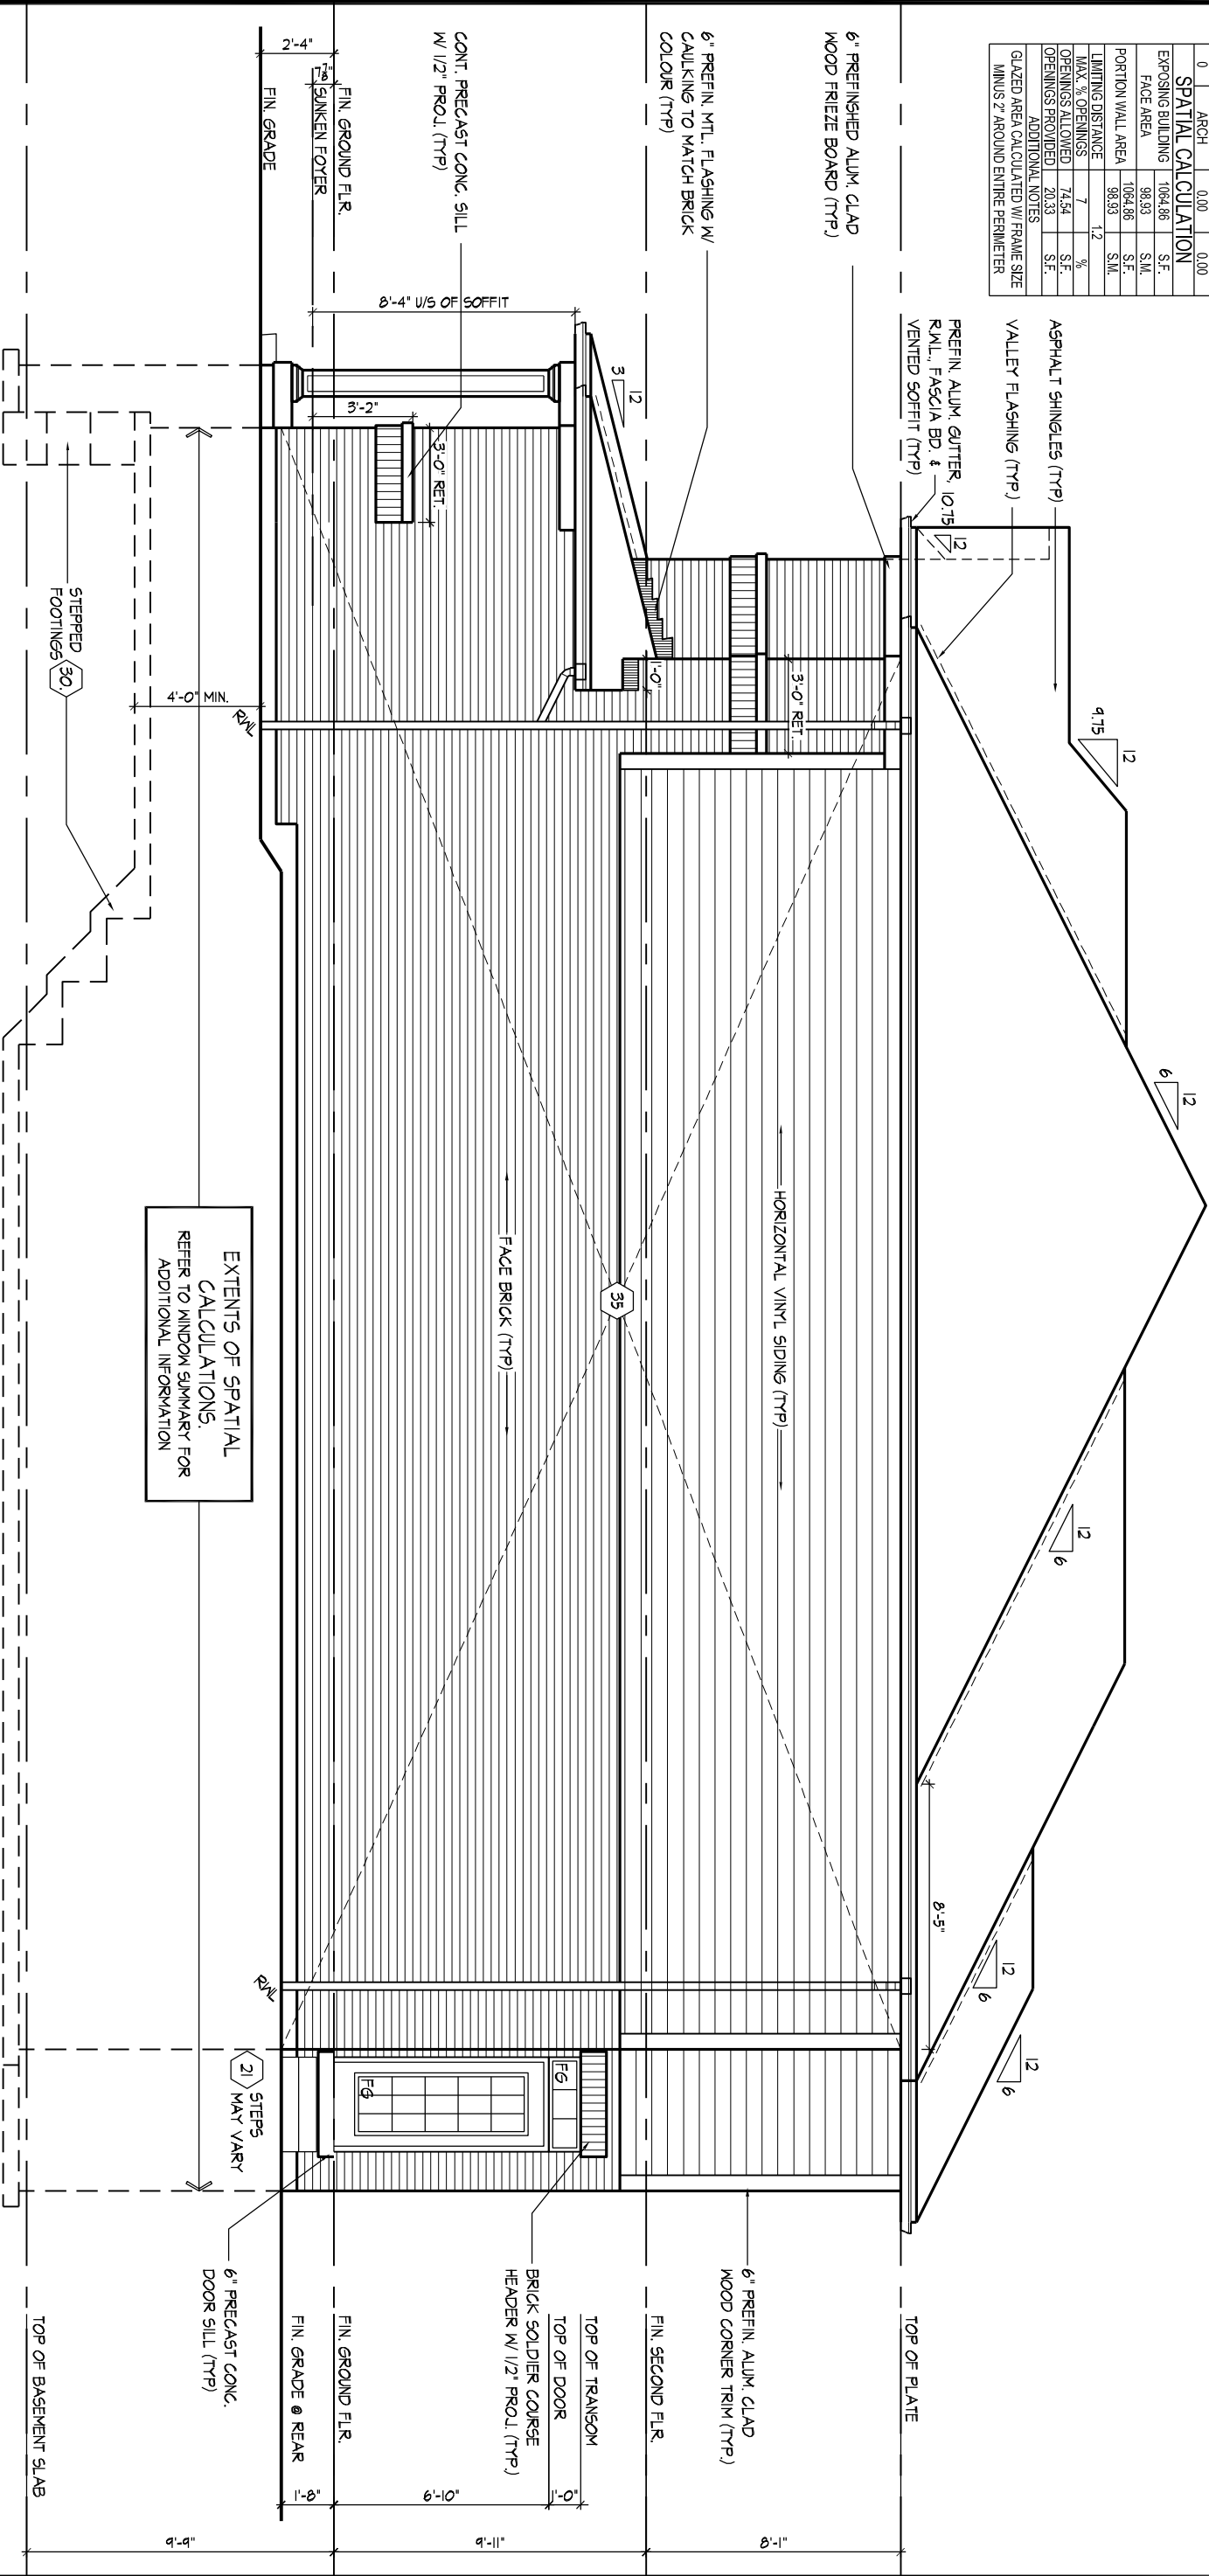 0 ARCH 0.00 0.00
SPATIAL CALCULATION
EXPOSING BUILDING FACE AREA 1064.86 S.F.
98.93 S.M.
PORTION WALL AREA 1064.86 S.F.
98.93 S.M.
LIMITING DISTANCE 1.2
MAX. % OPENINGS 7 %
OPENINGS ALLOWED 74.54 S.F.
OPENINGS PROVIDED 20.33 S.F.
ADDITIONAL NOTES
GLAZED AREA CALCULATED W/ FRAME SIZE
MINUS 2" AROUND ENTIRE PERIMETER
ASPHALT SHINGLES (TYP)
VALLEY FLASHING (TYP.)
PREFIN. ALUM. GUTTER,
R.W.L., FASCIA BD. &
VENTED SOFFIT (TYP)
6" PREFINISHED ALUM. CLAD
WOOD FRIEZE BOARD (TYP.)
6" PREFIN. MTL. FLASHING W/
CAULKING TO MATCH BRICK
COLOUR (TYP)
CONT. PRECAST CONC. SILL
W/ 1/2" PROJ. (TYP)
FIN. GROUND FLR.
SUNKEN FOYER
FIN. GRADE
2'-4"
7 7/8"
8'-4" U/S OF SOFFIT
3'-2"
3'-0" RET.
12
3
12
10.75
12
9.75
12
6
12
6
12
6
12
6
8'-5"
3'-0" RET.
1'-0"
HORIZONTAL VINYL SIDING (TYP)
35
FACE BRICK (TYP)
RWL
RWL
4'-0" MIN.
STEPPED
FOOTINGS 30.
EXTENTS OF SPATIAL
CALCULATIONS.
REFER TO WINDOW SUMMARY FOR
ADDITIONAL INFORMATION
FG
FG
21 STEPS
MAY VARY
6" PRECAST CONC.
DOOR SILL (TYP)
6" PREFIN. ALUM. CLAD
WOOD CORNER TRIM (TYP.)
BRICK SOLDIER COURSE
HEADER W/ 1/2" PROJ. (TYP.)
TOP OF PLATE
FIN. SECOND FLR.
TOP OF TRANSOM
TOP OF DOOR
FIN. GROUND FLR.
FIN. GRADE @ REAR
TOP OF BASEMENT SLAB
1'-0"
6'-10"
1'-8"
8'-1"
9'-11"
9'-9"